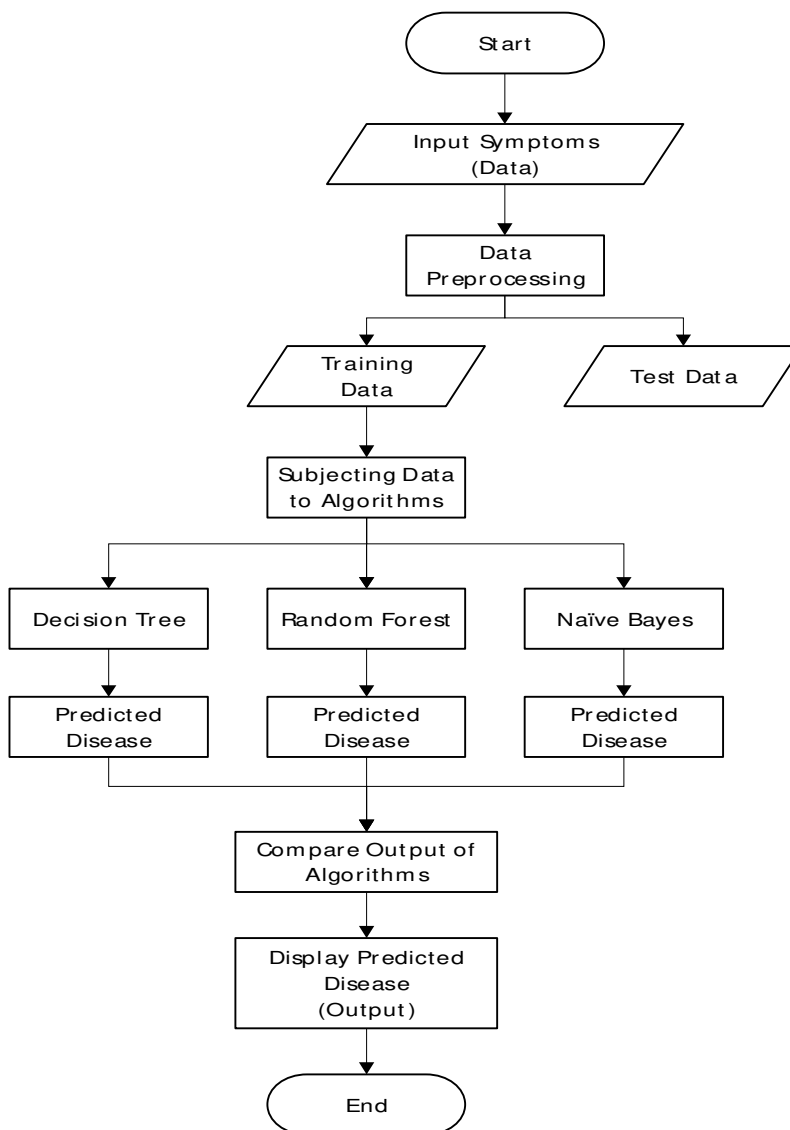 Start
Input Symptoms
(Data)
Data
Preprocessing
Training
Data
Test Data
Subjecting Data
to Algorithms
Decision Tree
Random Forest
Naïve Bayes
Predicted
Disease
Predicted
Disease
Predicted
Disease
Compare Output of
Algorithms
Display Predicted
Disease
(Output)
End